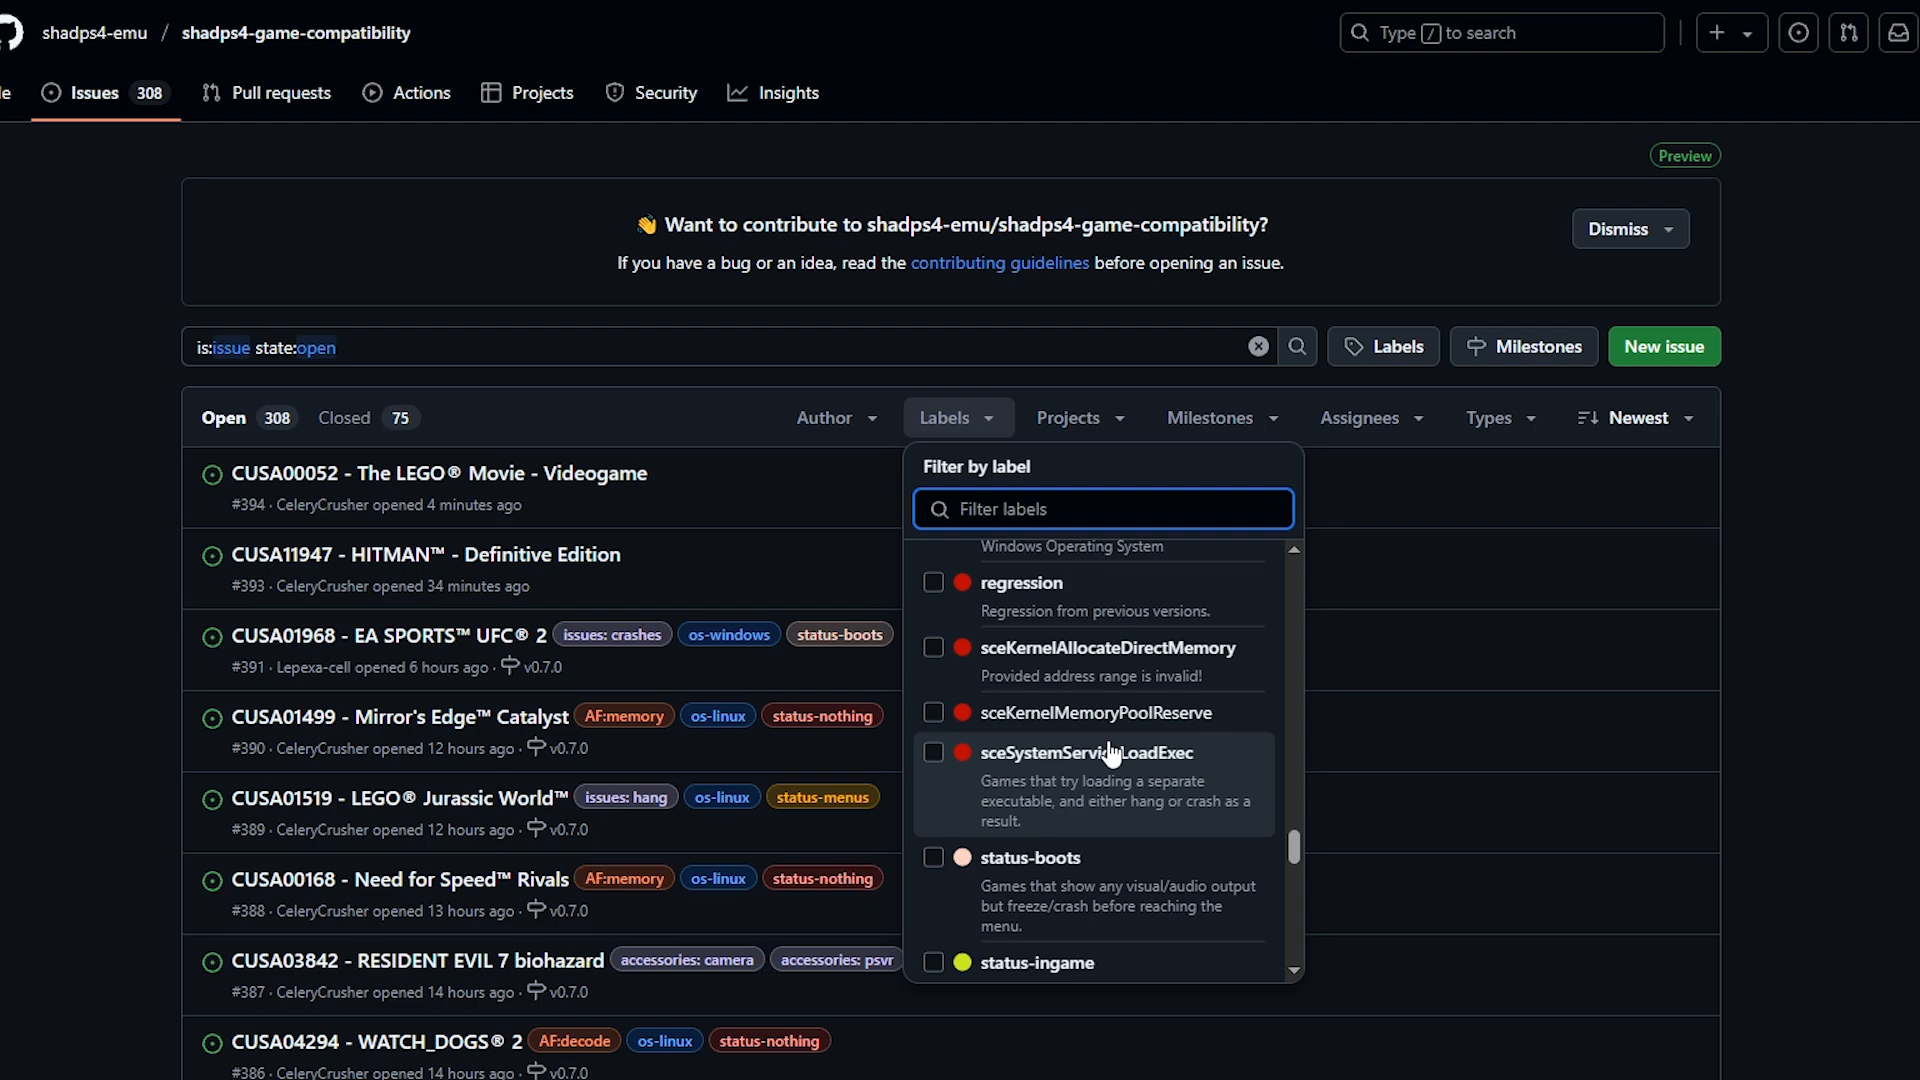 shadps4-emu / shadps4-game-compatibility
Type / to search
le Issues 308 Pull requests Actions Projects Security Insights
Preview
👋 Want to contribute to shadps4-emu/shadps4-game-compatibility?
Dismiss
If you have a bug or an idea, read the contributing guidelines before opening an issue.
is:issue state:open
Labels Milestones New issue
Open 308 Closed 75 Author Labels Projects Milestones Assignees Types Newest
CUSA00052 - The LEGO® Movie - Videogame
#394 · CeleryCrusher opened 4 minutes ago
CUSA11947 - HITMAN™ - Definitive Edition
#393 · CeleryCrusher opened 34 minutes ago
CUSA01968 - EA SPORTS™ UFC® 2 issues: crashes os-windows status-boots
#391 · Lepexa-cell opened 6 hours ago · v0.7.0
CUSA01499 - Mirror's Edge™ Catalyst AF:memory os-linux status-nothing
#390 · CeleryCrusher opened 12 hours ago · v0.7.0
CUSA01519 - LEGO® Jurassic World™ issues: hang os-linux status-menus
#389 · CeleryCrusher opened 12 hours ago · v0.7.0
CUSA00168 - Need for Speed™ Rivals AF:memory os-linux status-nothing
#388 · CeleryCrusher opened 13 hours ago · v0.7.0
CUSA03842 - RESIDENT EVIL 7 biohazard accessories: camera accessories: psvr
#387 · CeleryCrusher opened 14 hours ago · v0.7.0
CUSA04294 - WATCH_DOGS® 2 AF:decode os-linux status-nothing
#386 · CeleryCrusher opened 14 hours ago · v0.7.0
Filter by label
Filter labels
Windows Operating System
regression
Regression from previous versions.
sceKernelAllocateDirectMemory
Provided address range is invalid!
sceKernelMemoryPoolReserve
sceSystemServiceLoadExec
Games that try loading a separate
executable, and either hang or crash as a
result.
status-boots
Games that show any visual/audio output
but freeze/crash before reaching the
menu.
status-ingame